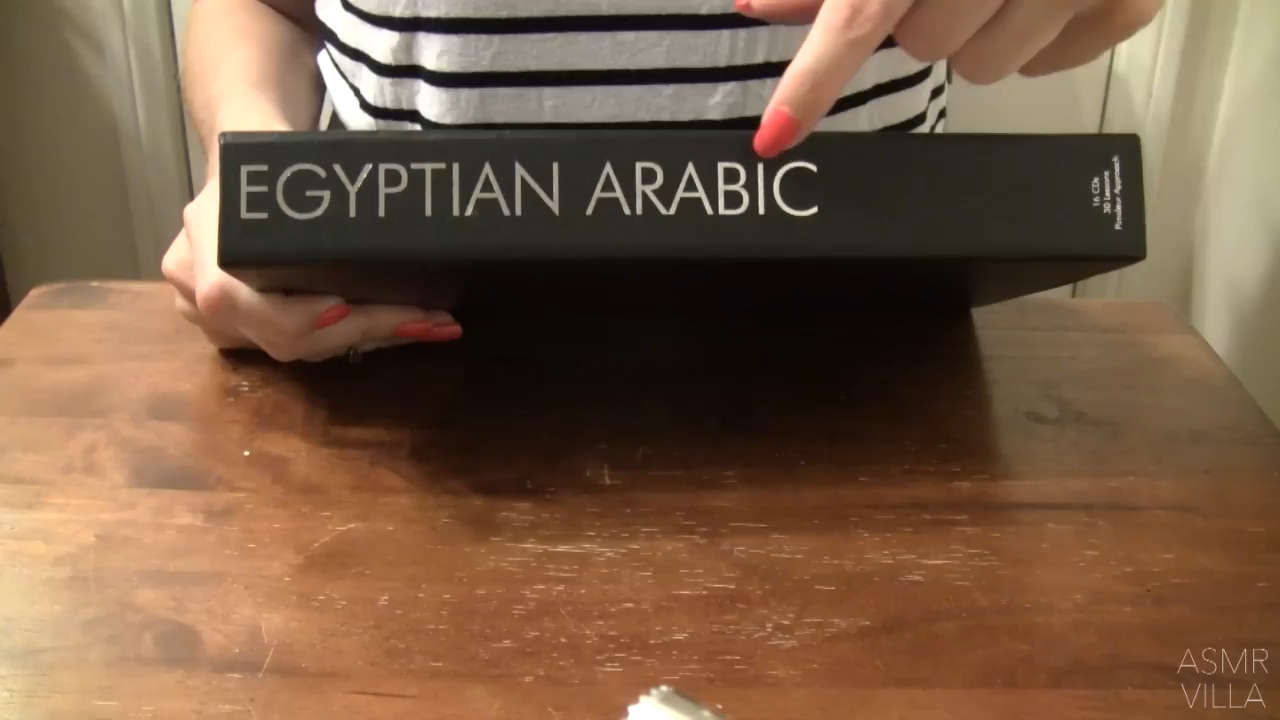 EGYPTIAN ARABIC
16 CDs
30 Lessons
Pimsleur Approach
ASMR
VILLA